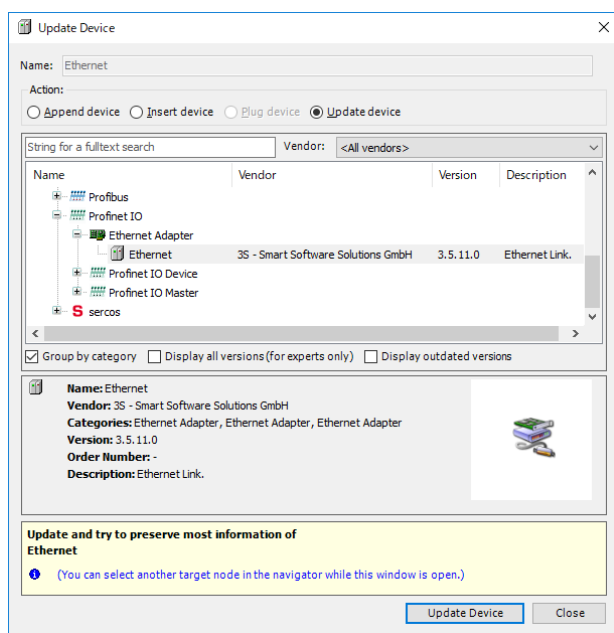 Update Device
Name: Ethernet
Action:
Append device Insert device Plug device Update device
String for a fulltext search Vendor: <All vendors>
Name Vendor Version Description
Profibus
Profinet IO
Ethernet Adapter
Ethernet 3S - Smart Software Solutions GmbH 3.5.11.0 Ethernet Link.
Profinet IO Device
Profinet IO Master
sercos
Group by category Display all versions (for experts only) Display outdated versions
Name: Ethernet
Vendor: 3S - Smart Software Solutions GmbH
Categories: Ethernet Adapter, Ethernet Adapter, Ethernet Adapter
Version: 3.5.11.0
Order Number: -
Description: Ethernet Link.
Update and try to preserve most information of
Ethernet
(You can select another target node in the navigator while this window is open.)
Update Device Close